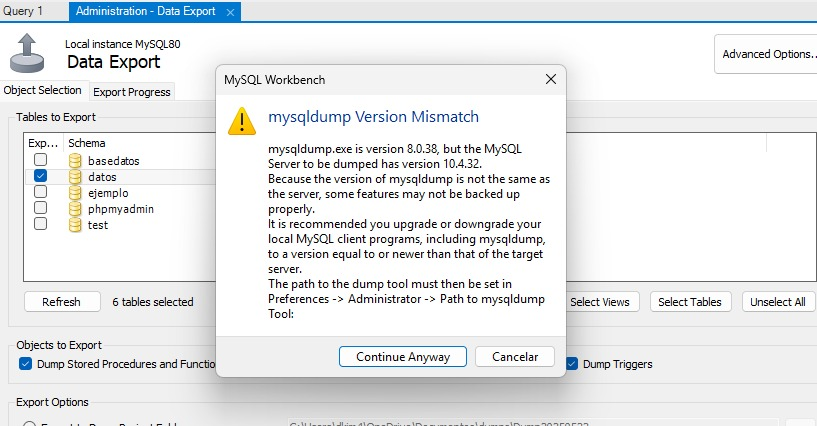 Query 1
Administration - Data Export
Local instance MySQL80
Data Export
Advanced Options..
Object Selection
Export Progress
Tables to Export
Exp...
Schema
basedatos
datos
ejemplo
phpmyadmin
test
Refresh
6 tables selected
Select Views
Select Tables
Unselect All
Objects to Export
Dump Stored Procedures and Functio
Dump Triggers
Export Options
MySQL Workbench
mysqldump Version Mismatch
mysqldump.exe is version 8.0.38, but the MySQL
Server to be dumped has version 10.4.32.
Because the version of mysqldump is not the same as
the server, some features may not be backed up
properly.
It is recommended you upgrade or downgrade your
local MySQL client programs, including mysqldump,
to a version equal to or newer than that of the target
server.
The path to the dump tool must then be set in
Preferences -> Administrator -> Path to mysqldump
Tool:
Continue Anyway
Cancelar